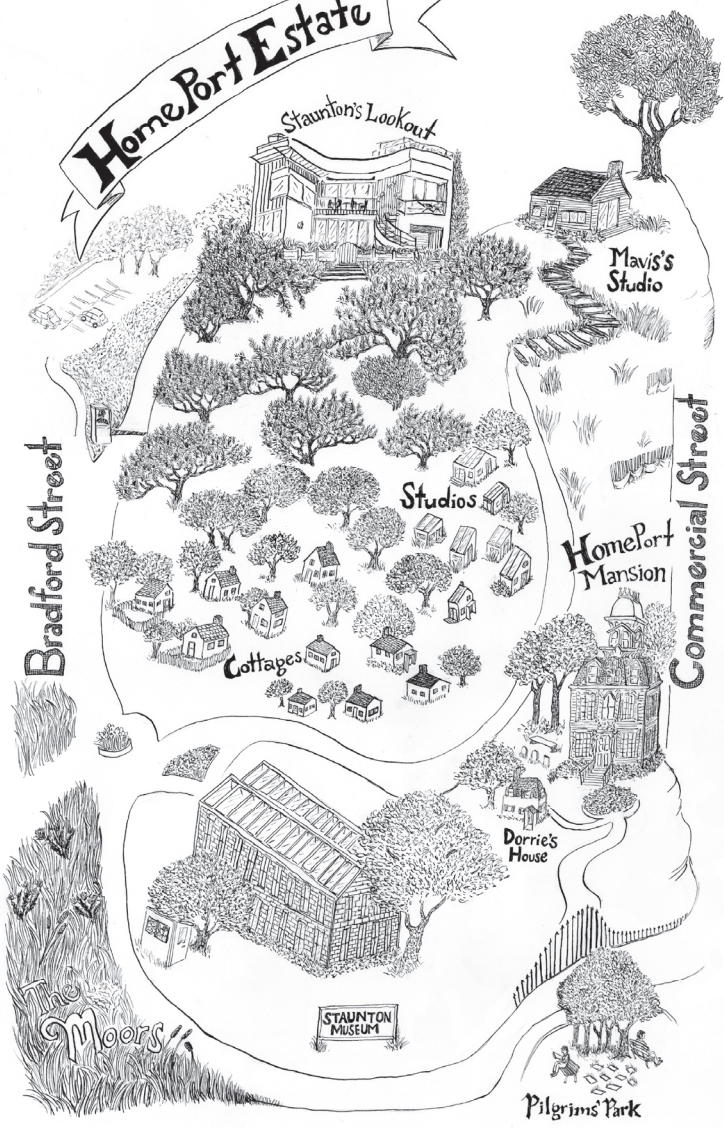 HomePort Estate
Staunton's Lookout
Mavis's
Studio
Bradford Street
Commercial Street
Studios
HomePort
Mansion
Cottages
Dorrie's
House
The
Moors
STAUNTON
MUSEUM
Pilgrims' Park